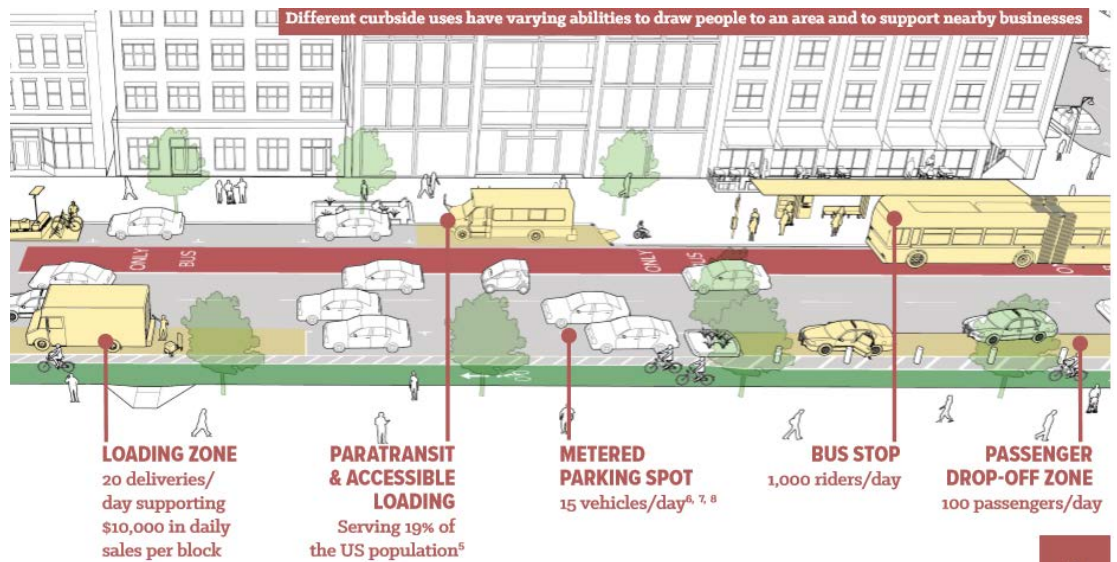 Different curbside uses have varying abilities to draw people to an area and to support nearby businesses
ONLY
BUS
ONLY
BUS
LOADING ZONE
20 deliveries/
day supporting
$10,000 in daily
sales per block
PARATRANSIT
& ACCESSIBLE
LOADING
Serving 19% of
the US population⁵
METERED
PARKING SPOT
15 vehicles/day⁶, ⁷, ⁸
BUS STOP
1,000 riders/day
PASSENGER
DROP-OFF ZONE
100 passengers/day